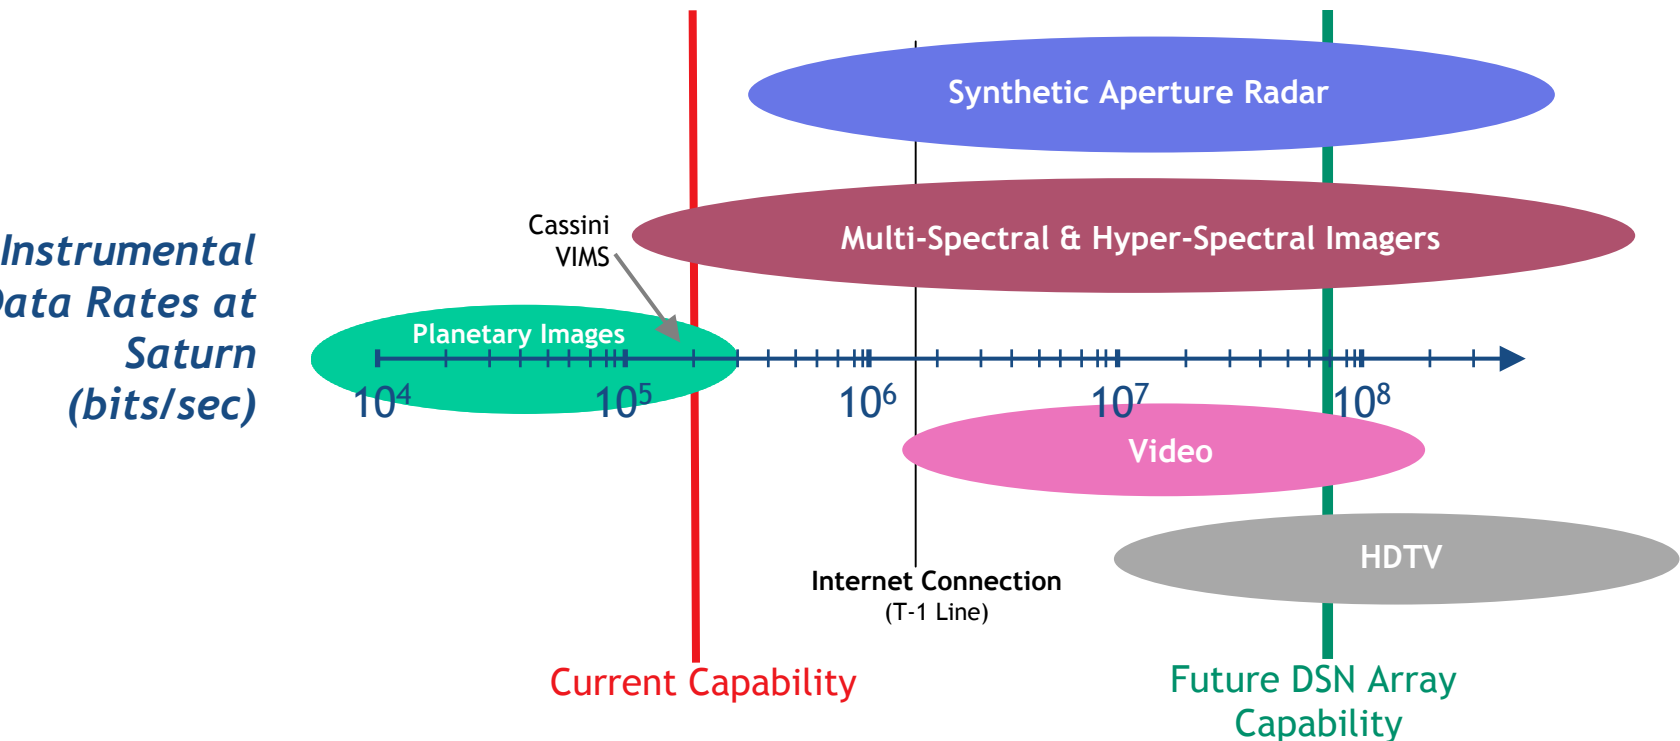 Synthetic Aperture Radar
Cassini
VIMS
Multi-Spectral & Hyper-Spectral Imagers
Instrumental
Data Rates at
Saturn
(bits/sec)
Planetary Images
10⁴ 10⁵ 10⁶ 10⁷ 10⁸
Video
HDTV
Internet Connection
(T-1 Line)
Current Capability
Future DSN Array
Capability